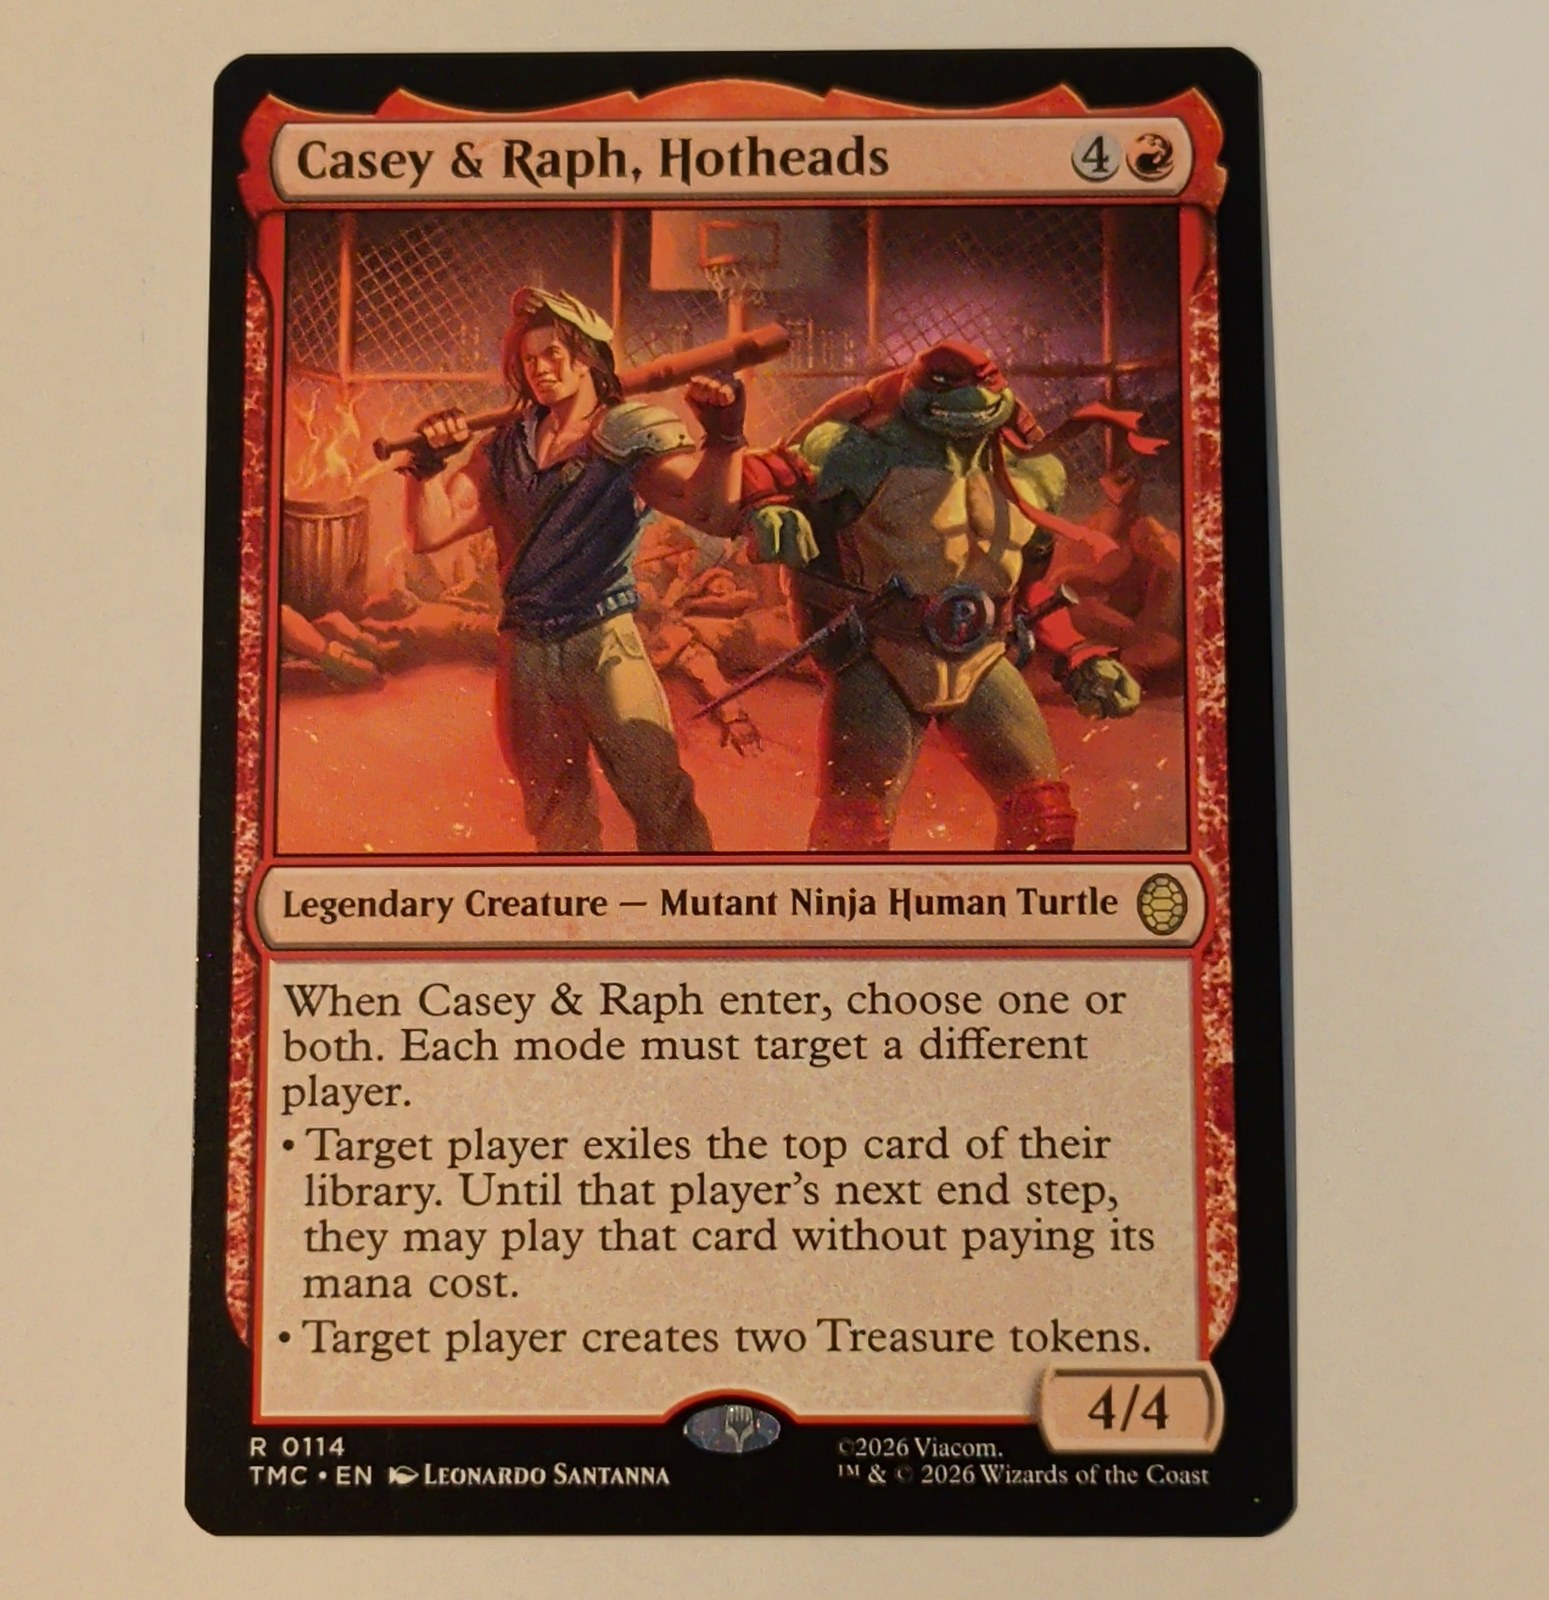 Casey & Raph, Hotheads 4
Legendary Creature — Mutant Ninja Human Turtle
When Casey & Raph enter, choose one or
both. Each mode must target a different
player.
• Target player exiles the top card of their
library. Until that player's next end step,
they may play that card without paying its
mana cost.
• Target player creates two Treasure tokens.
4/4
R 0114
TMC • EN LEONARDO SANTANNA
©2026 Viacom.
™ & © 2026 Wizards of the Coast